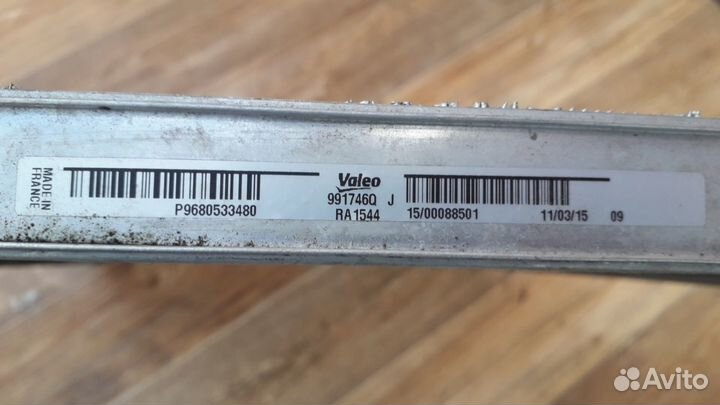 MADE IN
FRANCE
P9680533480
Valeo
991746Q J
RA1544
15/00088501
11/03/15
09
Avito